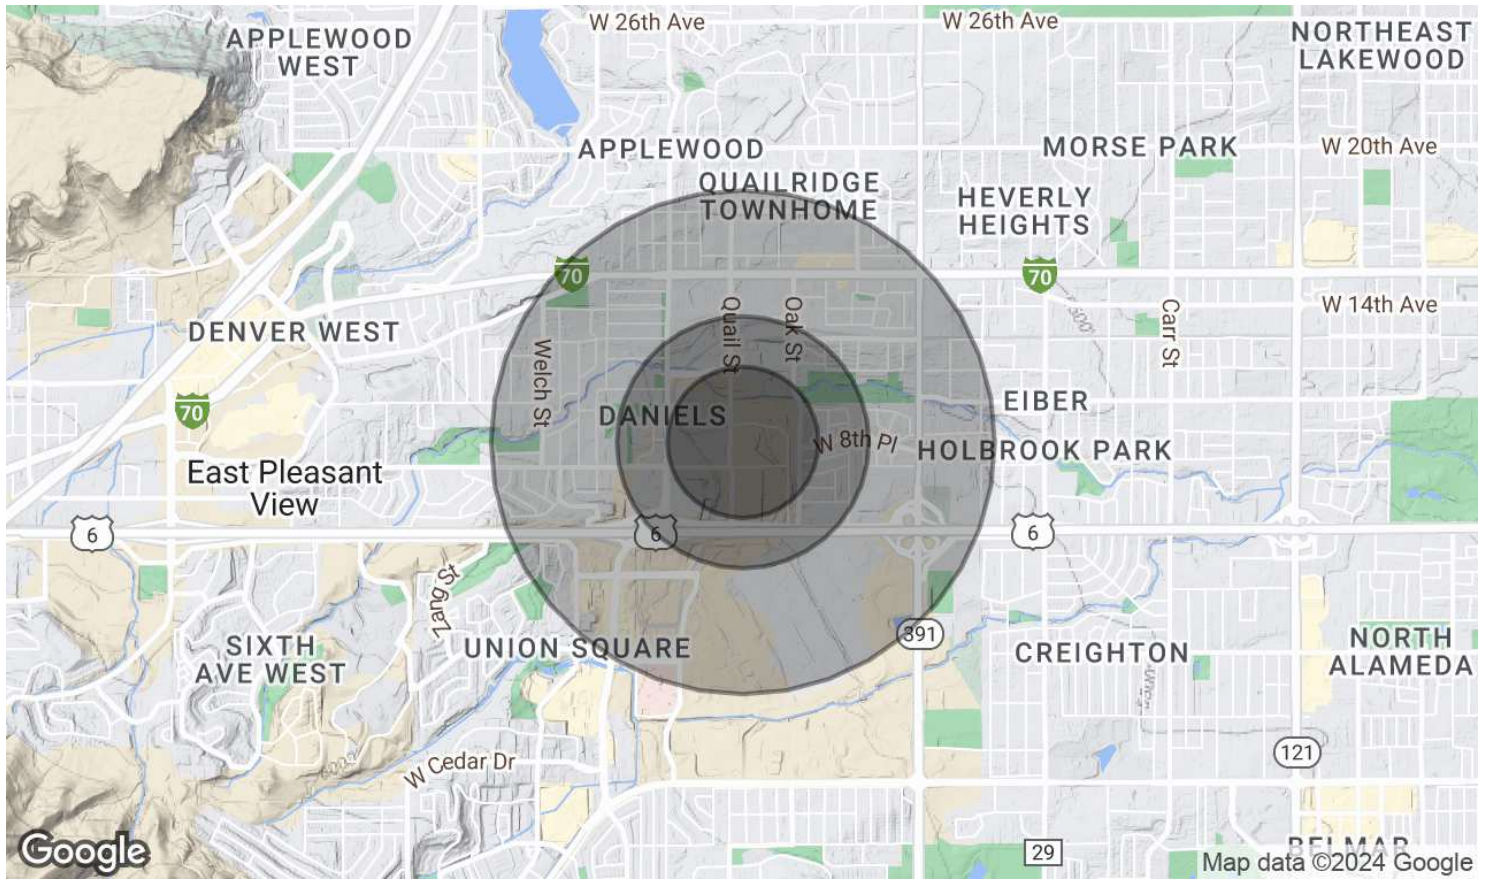 W 26th Ave
W 26th Ave
APPLEWOOD
WEST
NORTHEAST
LAKEWOOD
APPLEWOOD
MORSE PARK
W 20th Ave
QUAILRIDGE
TOWNHOME
HEVERLY
HEIGHTS
70
70
DENVER WEST
Quail St
Oak St
Carr St
W 14th Ave
Welch St
70
DANIELS
EIBER
W 8th Pl
HOLBROOK PARK
East Pleasant
View
6
6
6
Zang St
391
SIXTH
AVE WEST
UNION SQUARE
CREIGHTON
NORTH
ALAMEDA
W Cedar Dr
121
29
BELMAR
Google
Map data ©2024 Google